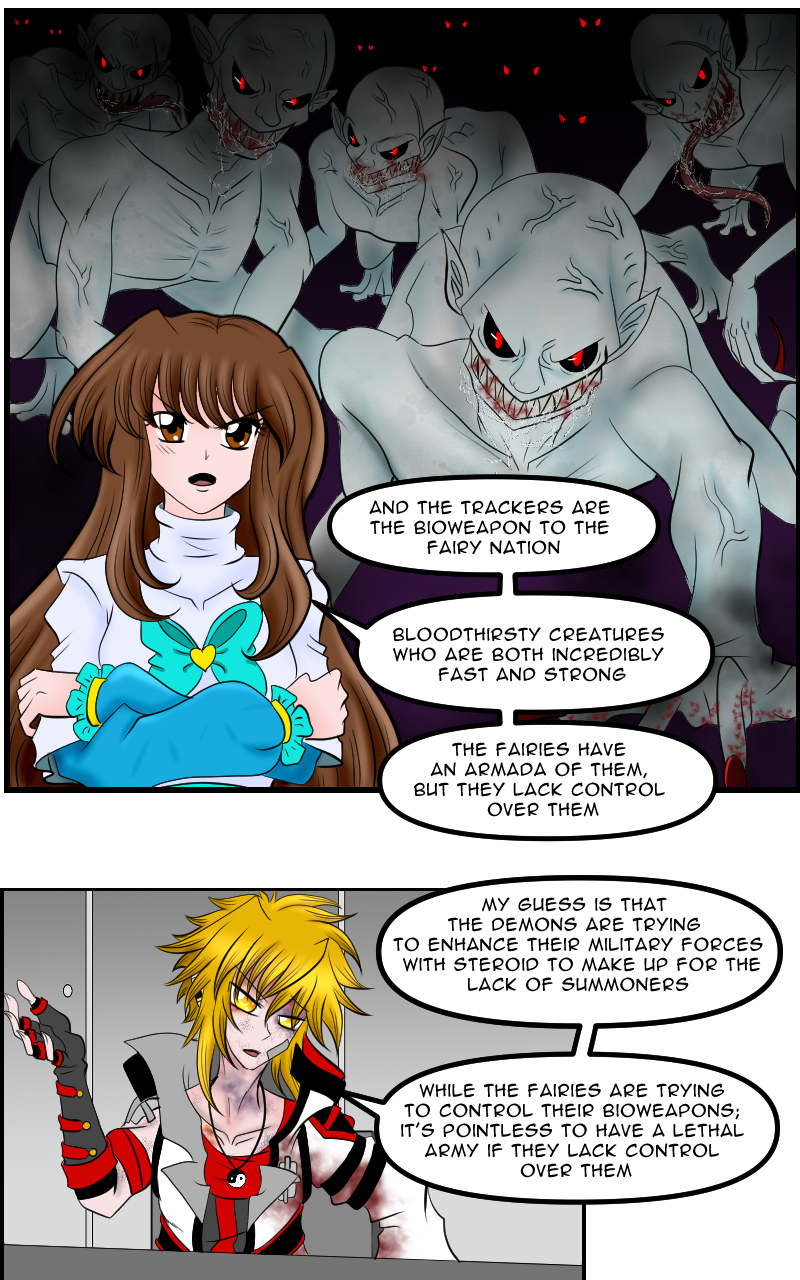 AND THE TRACKERS ARE
THE BIOWEAPON TO THE
FAIRY NATION
BLOODTHIRSTY CREATURES
WHO ARE BOTH INCREDIBLY
FAST AND STRONG
THE FAIRIES HAVE
AN ARMADA OF THEM,
BUT THEY LACK CONTROL
OVER THEM
MY GUESS IS THAT
THE DEMONS ARE TRYING
TO ENHANCE THEIR MILITARY FORCES
WITH STEROID TO MAKE UP FOR THE
LACK OF SUMMONERS
WHILE THE FAIRIES ARE TRYING
TO CONTROL THEIR BIOWEAPONS;
IT'S POINTLESS TO HAVE A LETHAL
ARMY IF THEY LACK CONTROL
OVER THEM